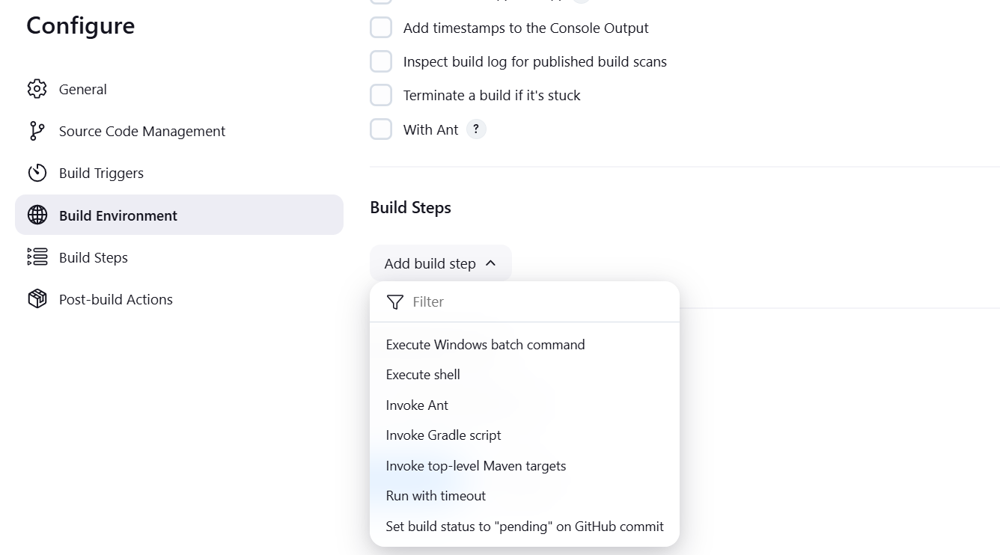 Configure
General
Source Code Management
Build Triggers
Build Environment
Build Steps
Post-build Actions
Add timestamps to the Console Output
Inspect build log for published build scans
Terminate a build if it's stuck
With Ant ?
Build Steps
Add build step
Filter
Execute Windows batch command
Execute shell
Invoke Ant
Invoke Gradle script
Invoke top-level Maven targets
Run with timeout
Set build status to "pending" on GitHub commit